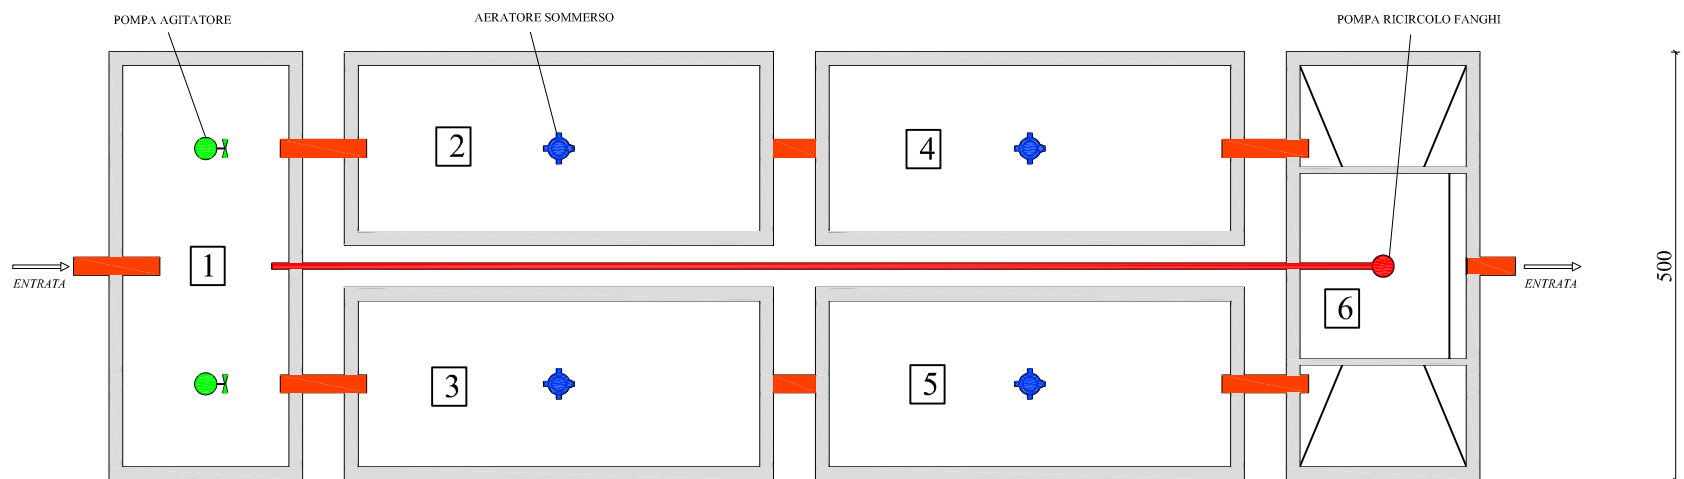 POMPA AGITATORE
AERATORE SOMMERSO
POMPA RICIRCOLO FANGHI
2
4
1
ENTRATA
ENTRATA
500
6
3
5